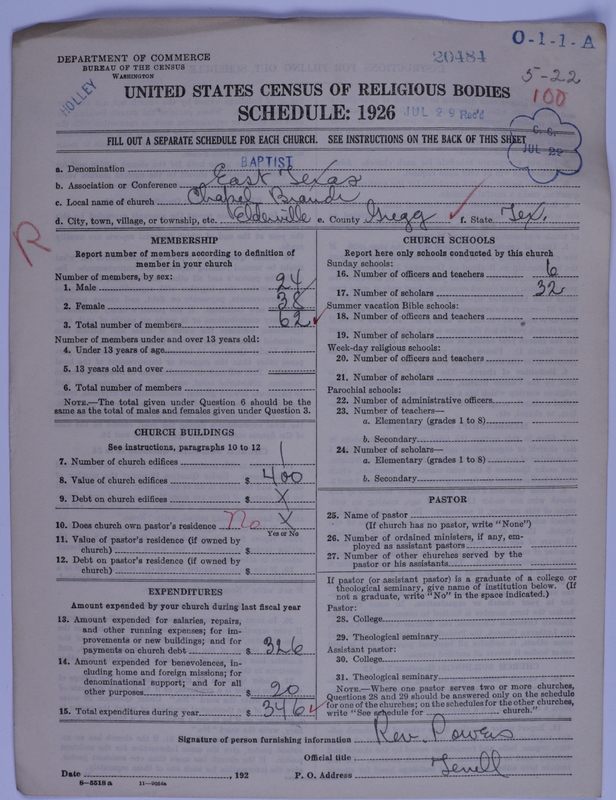 O-1-1-A
DEPARTMENT OF COMMERCE
BUREAU OF THE CENSUS
WASHINGTON
20484
HOLLEY
5-22
100
UNITED STATES CENSUS OF RELIGIOUS BODIES
SCHEDULE: 1926
JUL 29 Rec'd
FILL OUT A SEPARATE SCHEDULE FOR EACH CHURCH. SEE INSTRUCTIONS ON THE BACK OF THIS SHEET
JUL 29
a. Denomination BAPTIST
b. Association or Conference East Texas
c. Local name of church Chapel Branch
d. City, town, village, or township, etc. Elderville e. County Gregg f. State Tex.
R
MEMBERSHIP
Report number of members according to definition of
member in your church
Number of members, by sex:
1. Male 24
2. Female 38
3. Total number of members 62
Number of members under and over 13 years old:
4. Under 13 years of age
5. 13 years old and over
6. Total number of members
NOTE.—The total given under Question 6 should be the
same as the total of males and females given under Question 3.
CHURCH BUILDINGS
See instructions, paragraphs 10 to 12
7. Number of church edifices 1
8. Value of church edifices $ 400
9. Debt on church edifices $ X
10. Does church own pastor's residence No X
Yes or No
11. Value of pastor's residence (if owned by
church) $
12. Debt on pastor's residence (if owned by
church) $
EXPENDITURES
Amount expended by your church during last fiscal year
13. Amount expended for salaries, repairs,
and other running expenses; for im-
provements or new buildings; and for
payments on church debt $ 326
14. Amount expended for benevolences, in-
cluding home and foreign missions; for
denominational support; and for all
other purposes $ 20
15. Total expenditures during year $ 346
CHURCH SCHOOLS
Report here only schools conducted by this church
Sunday schools:
16. Number of officers and teachers 6
17. Number of scholars 32
Summer vacation Bible schools:
18. Number of officers and teachers
19. Number of scholars
Week-day religious schools:
20. Number of officers and teachers
21. Number of scholars
Parochial schools:
22. Number of administrative officers
23. Number of teachers—
a. Elementary (grades 1 to 8)
b. Secondary
24. Number of scholars—
a. Elementary (grades 1 to 8)
b. Secondary
PASTOR
25. Name of pastor
(If church has no pastor, write "None")
26. Number of ordained ministers, if any, em-
ployed as assistant pastors
27. Number of other churches served by the
pastor or his assistants
If pastor (or assistant pastor) is a graduate of a college or
theological seminary, give name of institution below. (If
not a graduate, write "No" in the space indicated.)
Pastor:
28. College
29. Theological seminary
Assistant pastor:
30. College
31. Theological seminary
NOTE.—Where one pastor serves two or more churches,
Questions 28 and 29 should be answered only on the schedule
for one of the churches; on the schedules for the other churches,
write "See schedule for church."
Signature of person furnishing information Rev. Powers
Official title
Date , 192 P. O. Address
8-5518a 11-9064a